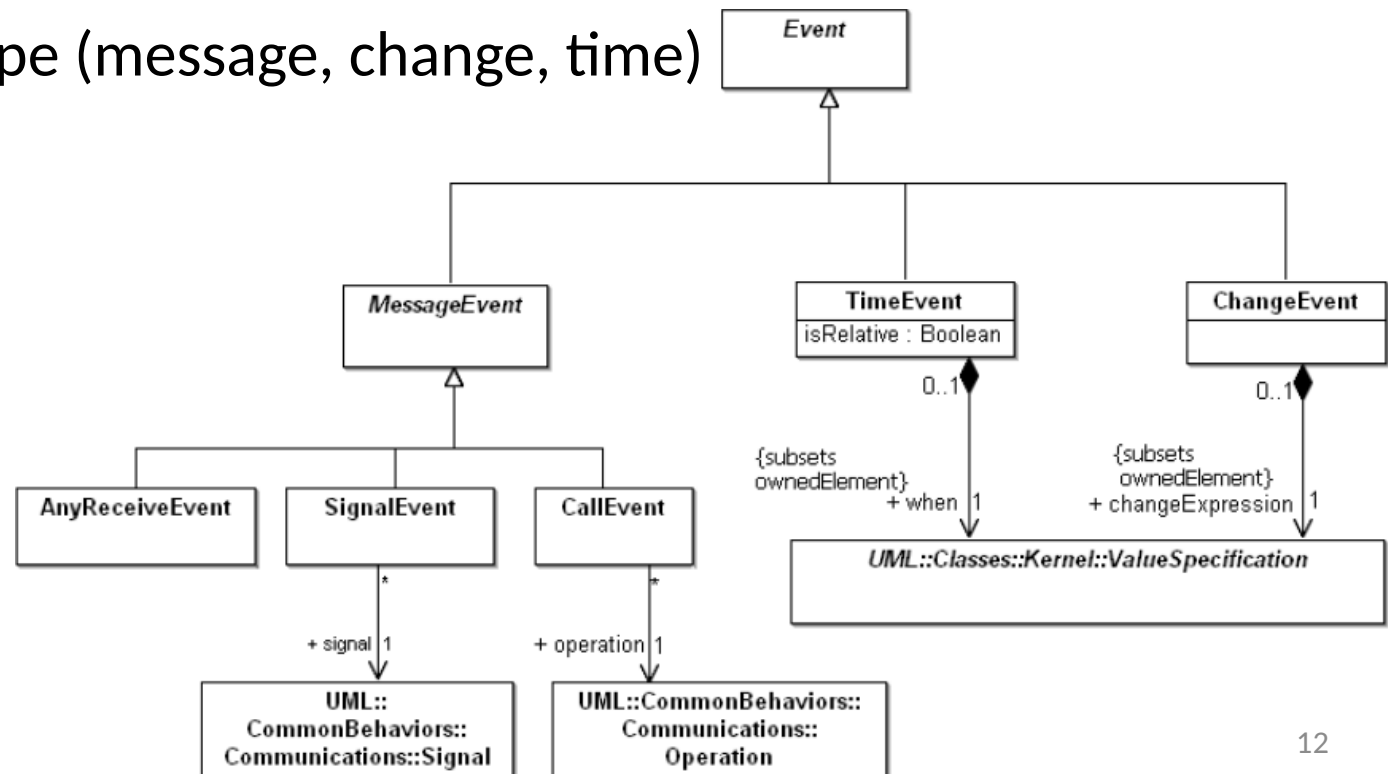 pe (message, change, time)
Event
MessageEvent
TimeEvent
isRelative : Boolean
ChangeEvent
0..1
0..1
{subsets
ownedElement}
+ when 1
{subsets
ownedElement}
+ changeExpression 1
AnyReceiveEvent
SignalEvent
CallEvent
UML::Classes::Kernel::ValueSpecification
*
*
+ signal 1
+ operation 1
UML::
CommonBehaviors::
Communications::Signal
UML::CommonBehaviors::
Communications::
Operation
12